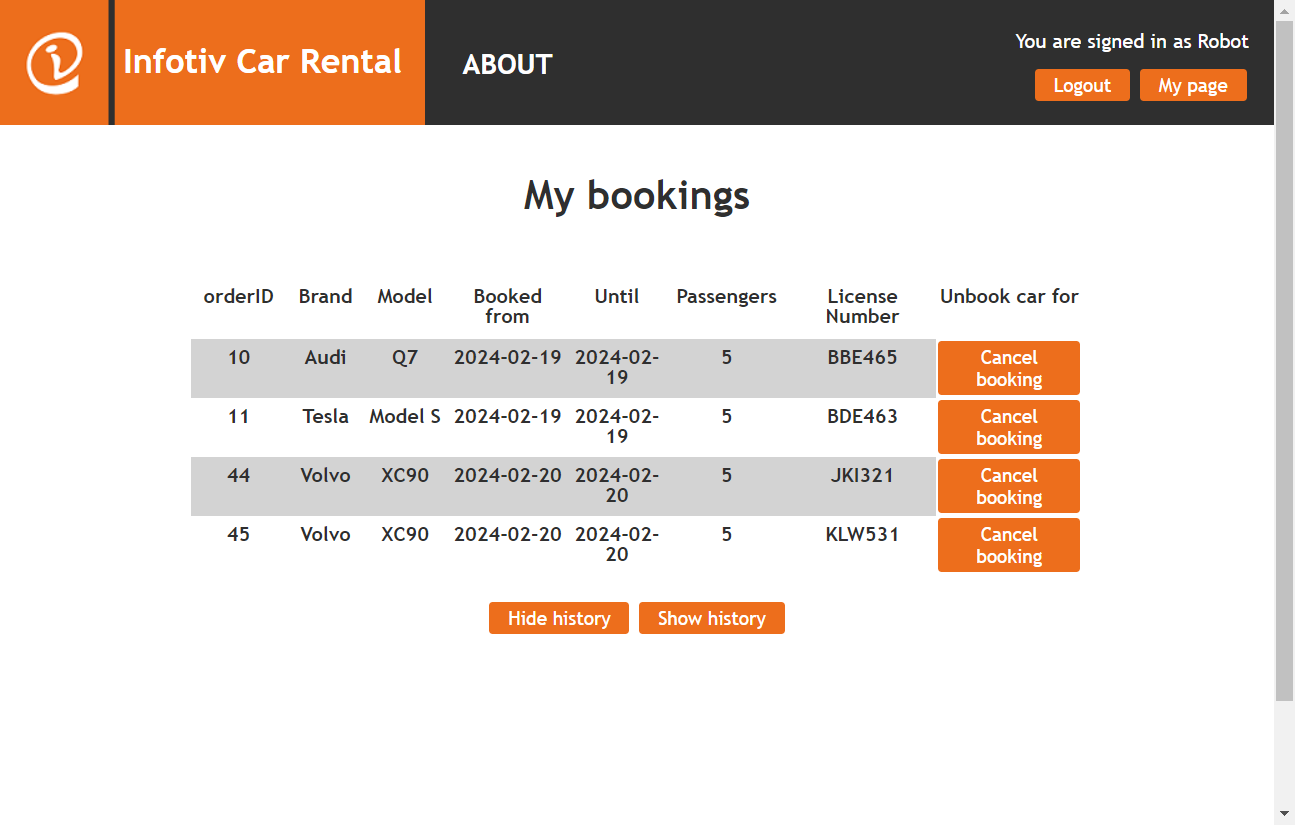 Infotiv Car Rental
ABOUT
You are signed in as Robot
Logout My page
My bookings
orderID Brand Model Booked from Until Passengers License Number Unbook car for
10 Audi Q7 2024-02-19 2024-02-19 5 BBE465 Cancel booking
11 Tesla Model S 2024-02-19 2024-02-19 5 BDE463 Cancel booking
44 Volvo XC90 2024-02-20 2024-02-20 5 JKI321 Cancel booking
45 Volvo XC90 2024-02-20 2024-02-20 5 KLW531 Cancel booking
Hide history Show history